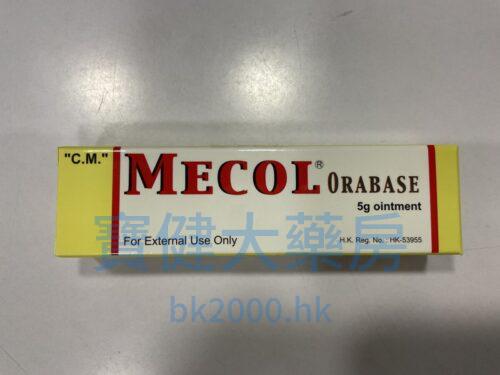 "C.M."
MECOL® ORABASE
5g ointment
For External Use Only
H.K. Reg. No. : HK-53955
寶健大藥房
bk2000.hk